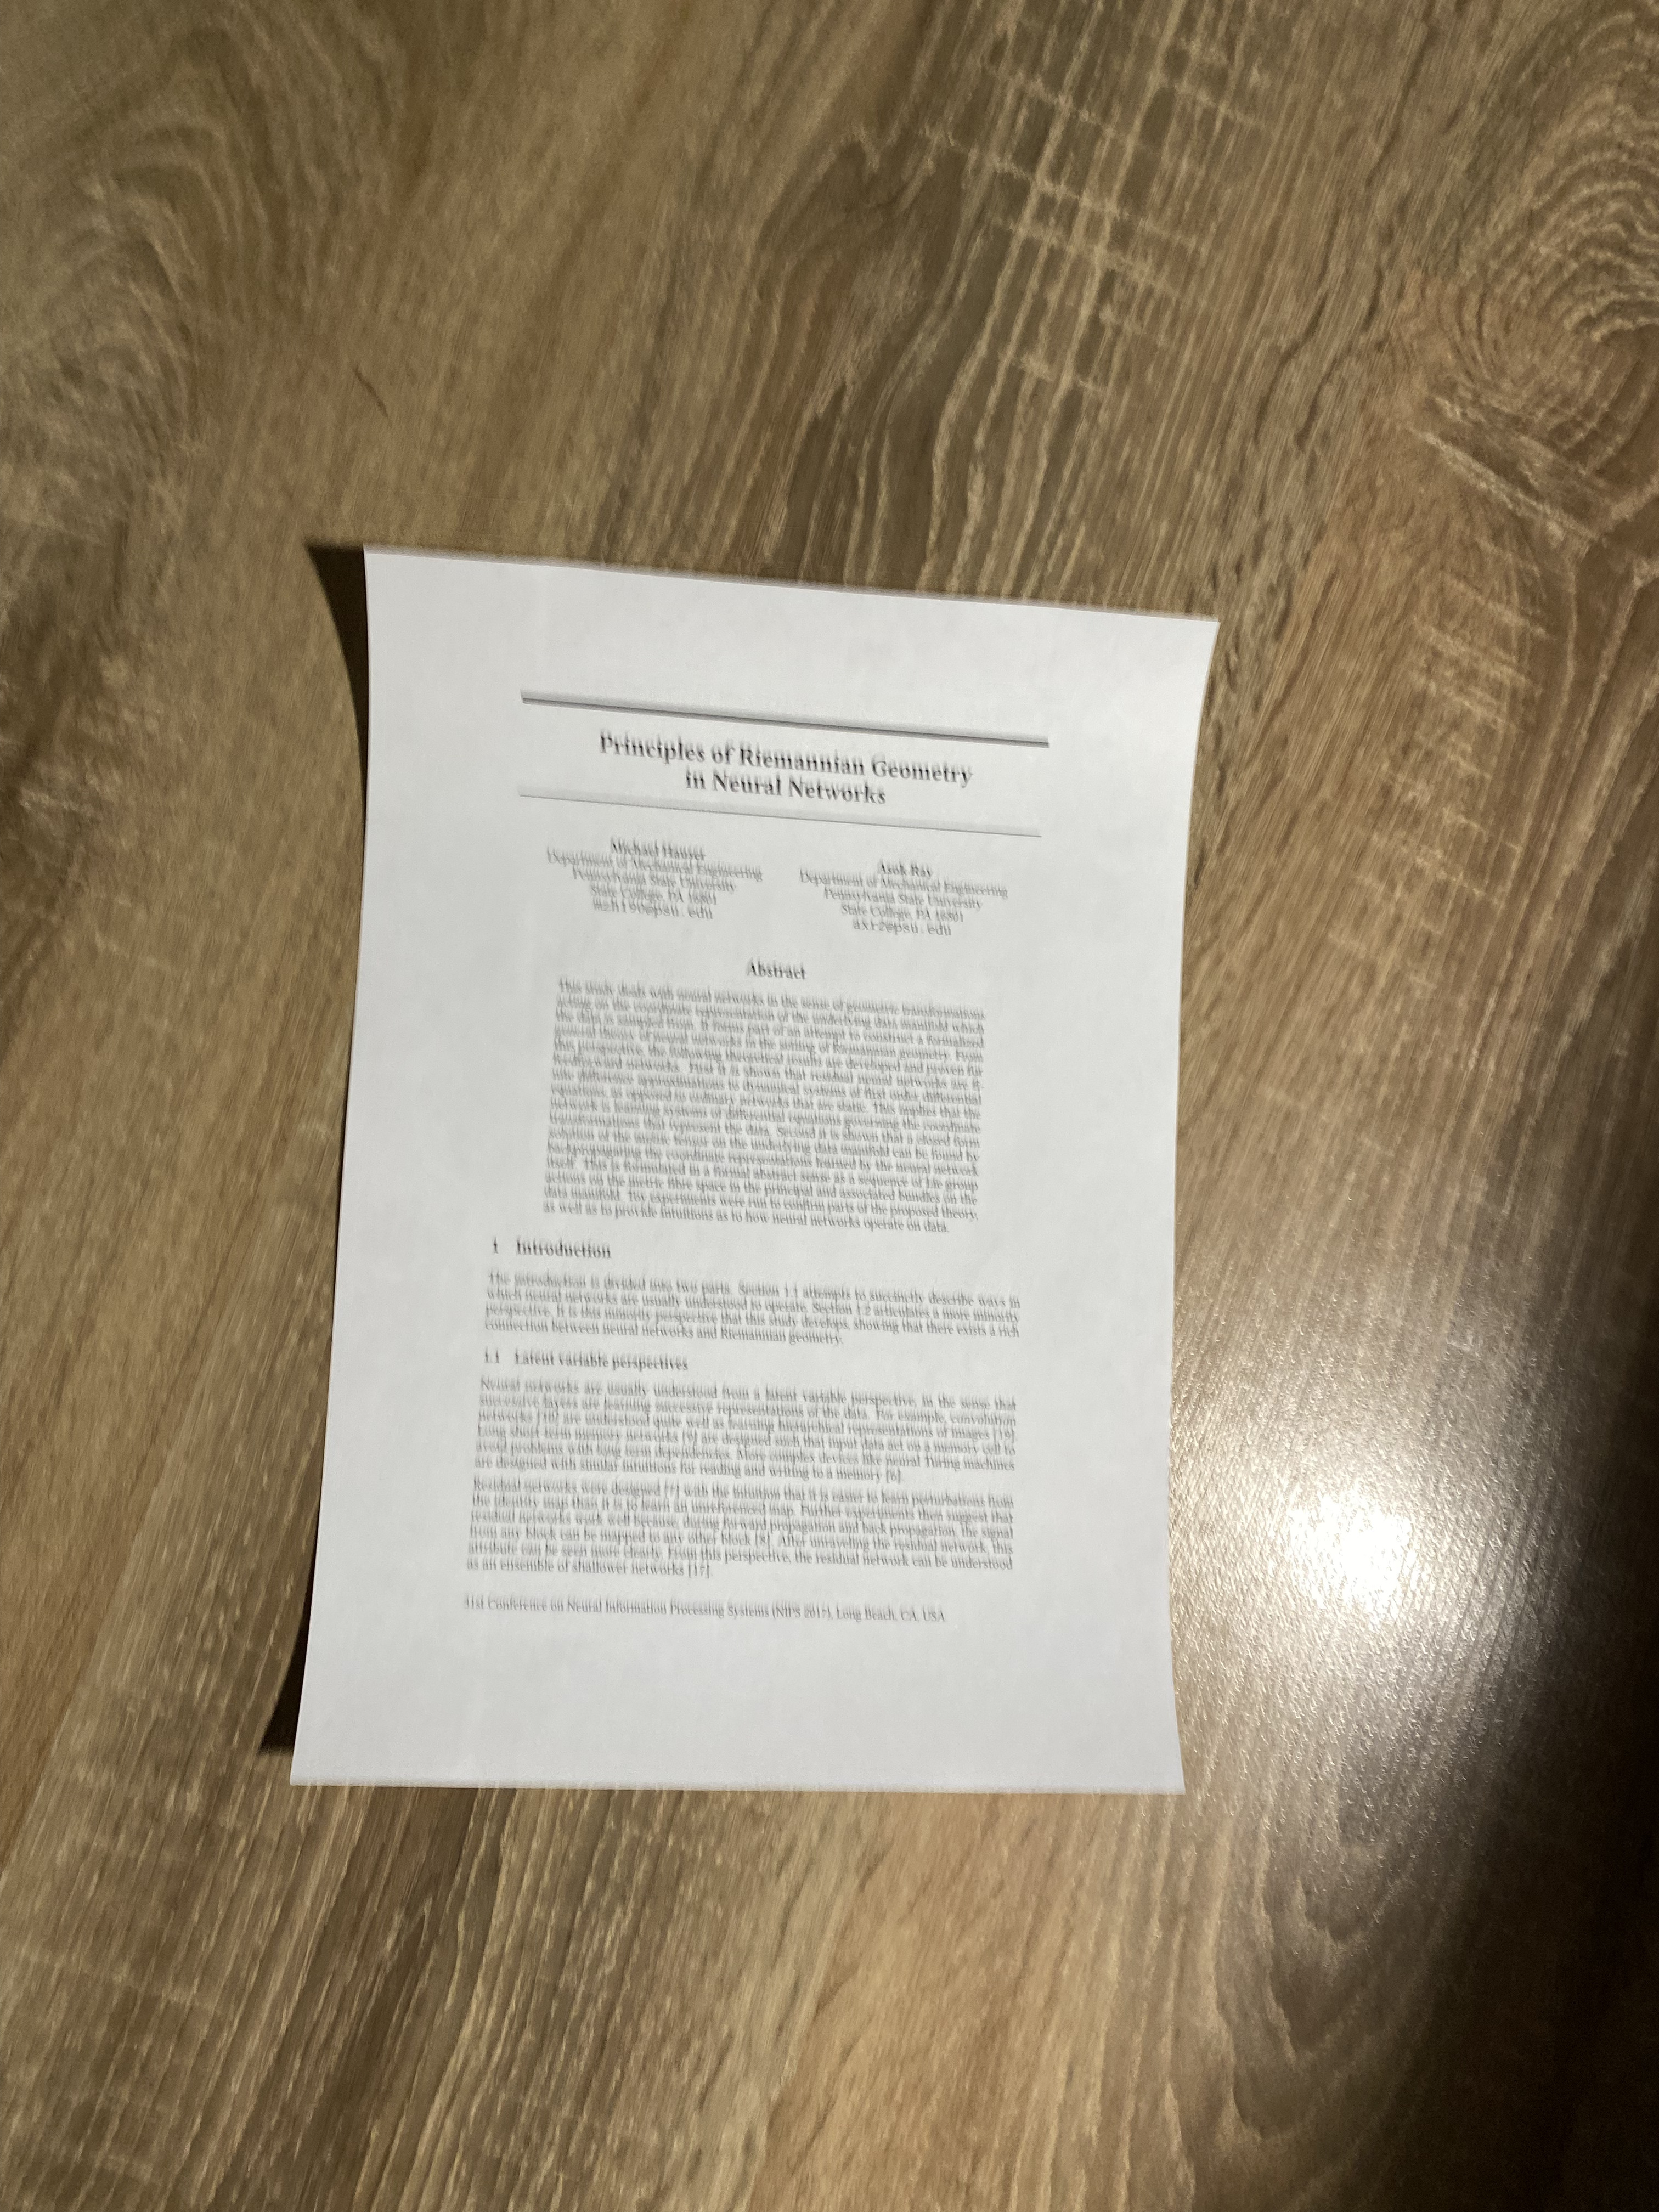 Principles of Riemannian Geometry
in Neural Networks
Michael Hauser
Department of Mechanical Engineering
Pennsylvania State University
State College, PA 16801
mzh190@psu.edu
Asok Ray
Department of Mechanical Engineering
Pennsylvania State University
State College, PA 16801
axr2@psu.edu
Abstract
This study deals with neural networks in the sense of geometric transformations
acting on the coordinate representation of the underlying data manifold which
the data is sampled from. It forms part of an attempt to construct a formalized
general theory of neural networks in the setting of Riemannian geometry. From
this perspective, the following theoretical results are developed and proven for
feedforward networks. First it is shown that residual neural networks are fi-
nite difference approximations to dynamical systems of first order differential
equations, as opposed to ordinary networks that are static. This implies that the
network is learning systems of differential equations governing the coordinate
transformations that represent the data. Second it is shown that a closed form
solution of the metric tensor on the underlying data manifold can be found by
backpropagating the coordinate representations learned by the neural network
itself. This is formulated in a formal abstract sense as a sequence of Lie group
actions on the metric fibre space in the principal and associated bundles on the
data manifold. Toy experiments were run to confirm parts of the proposed theory,
as well as to provide intuitions as to how neural networks operate on data.
1 Introduction
The introduction is divided into two parts. Section 1.1 attempts to succinctly describe ways in
which neural networks are usually understood to operate. Section 1.2 articulates a more minority
perspective. It is this minority perspective that this study develops, showing that there exists a rich
connection between neural networks and Riemannian geometry.
1.1 Latent variable perspectives
Neural networks are usually understood from a latent variable perspective, in the sense that
successive layers are learning successive representations of the data. For example, convolution
networks [10] are understood quite well as learning hierarchical representations of images [19].
Long short-term memory networks [9] are designed such that input data act on a memory cell to
avoid problems with long term dependencies. More complex devices like neural Turing machines
are designed with similar intuitions for reading and writing to a memory [6].
Residual networks were designed [7] with the intuition that it is easier to learn perturbations from
the identity map than it is to learn an unreferenced map. Further experiments then suggest that
residual networks work well because, during forward propagation and back propagation, the signal
from any block can be mapped to any other block [8]. After unraveling the residual network, this
attribute can be seen more clearly. From this perspective, the residual network can be understood
as an ensemble of shallower networks [17].
31st Conference on Neural Information Processing Systems (NIPS 2017), Long Beach, CA, USA